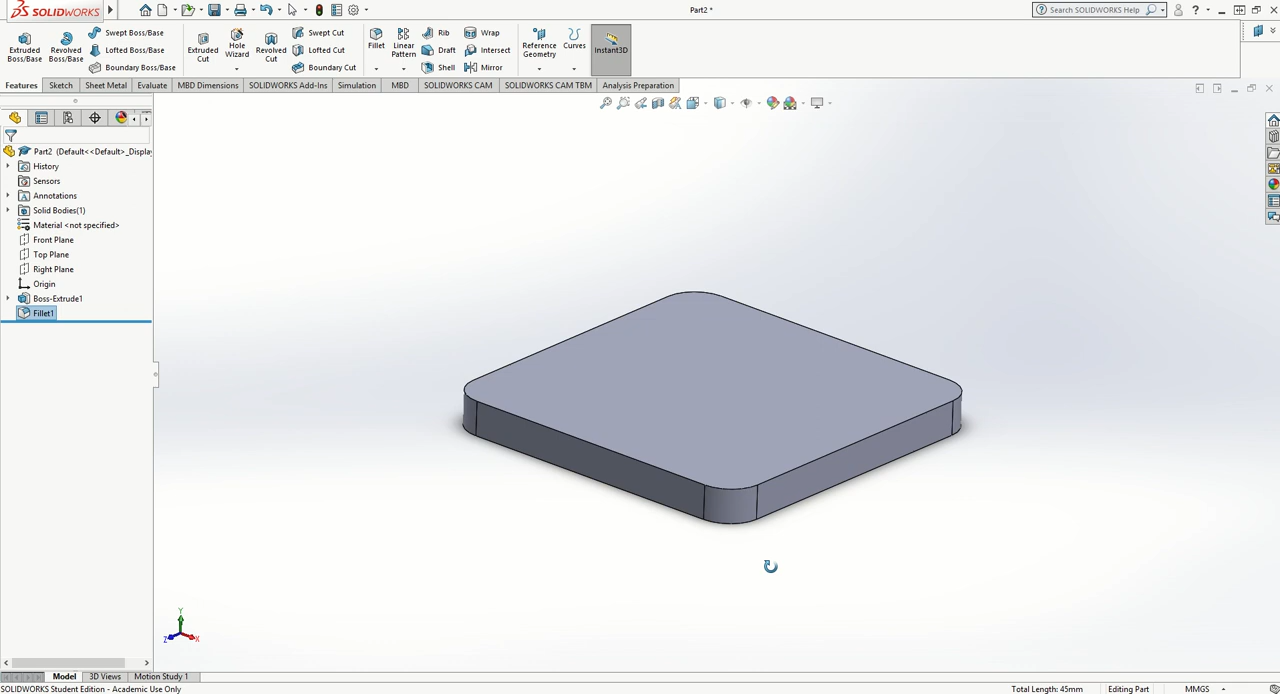 SOLIDWORKS
Part2 *
Search SOLIDWORKS Help
Extruded Boss/Base
Revolved Boss/Base
Swept Boss/Base
Lofted Boss/Base
Boundary Boss/Base
Extruded Cut
Hole Wizard
Revolved Cut
Swept Cut
Lofted Cut
Boundary Cut
Fillet
Linear Pattern
Rib
Draft
Shell
Wrap
Intersect
Mirror
Reference Geometry
Curves
Instant3D
Features Sketch Sheet Metal Evaluate MBD Dimensions SOLIDWORKS Add-Ins Simulation MBD SOLIDWORKS CAM SOLIDWORKS CAM TBM Analysis Preparation
Part2 (Default<<Default>_Display
History
Sensors
Annotations
Solid Bodies(1)
Material <not specified>
Front Plane
Top Plane
Right Plane
Origin
Boss-Extrude1
Fillet1
Y
Z X
Model 3D Views Motion Study 1
SOLIDWORKS Student Edition - Academic Use Only Total Length: 45mm Editing Part MMGS